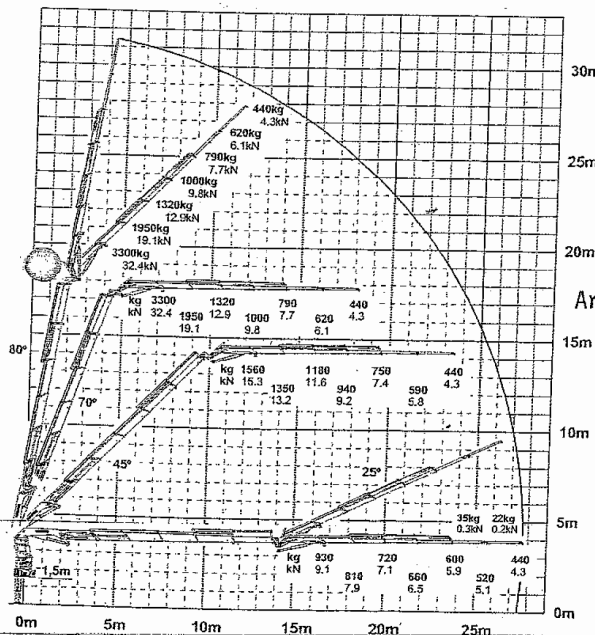 30m
440kg
4.3kN
620kg
6.1kN
25m
790kg
7.7kN
1000kg
9.8kN
1320kg
12.9kN
1950kg
19.1kN
20m
3300kg
32.4kN
kg 3300 1320 790 440
kN 32.4 12.9 7.7 4.3
1950 1000 620
19.1 9.8 6.1
Ar
15m
80°
kg 1560 1180 750 440
kN 15.3 11.6 7.4 4.3
1350 940 590
13.2 9.2 5.8
70°
10m
45°
25°
35kg 22kg
0.3kN 0.2kN
5m
kg 930 720 600 440
kN 9.1 7.1 5.9 4.3
810 660 520
7.9 6.5 5.1
1,5m
0m
0m 5m 10m 15m 20m 25m